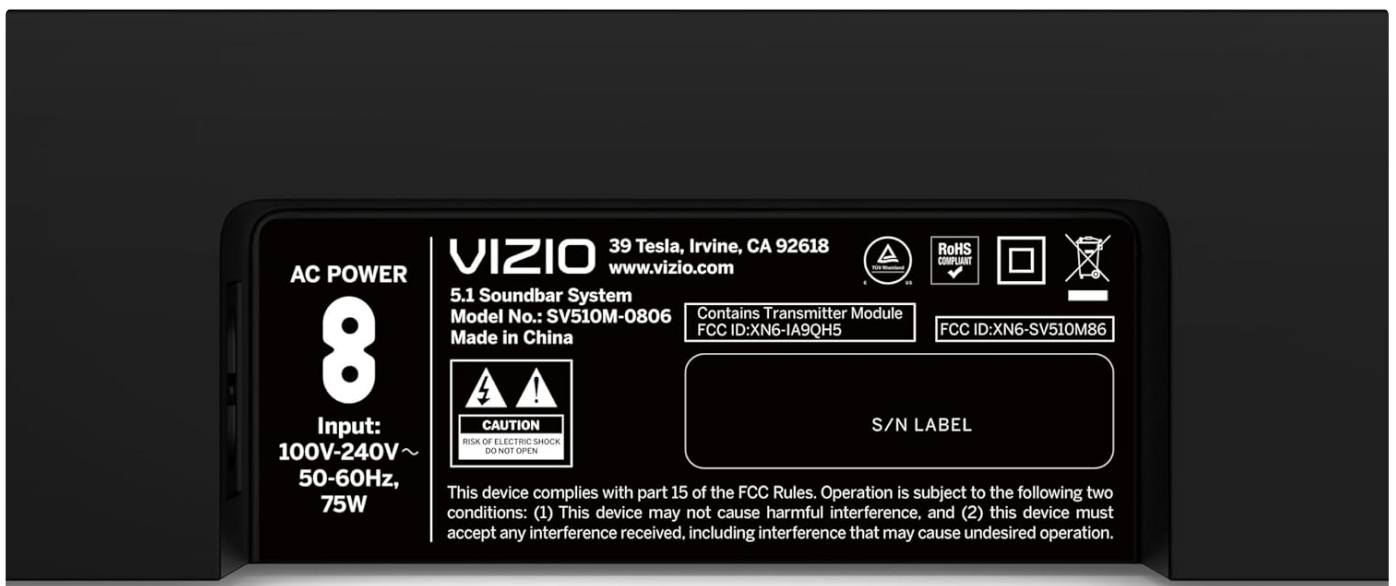 AC POWER
Input:
100V-240V~
50-60Hz,
75W
VIZIO
39 Tesla, Irvine, CA 92618
www.vizio.com
5.1 Soundbar System
Model No.: SV510M-0806
Made in China
TÜV Rheinland
C US
RoHS
COMPLIANT
Contains Transmitter Module
FCC ID:XN6-IA9QH5
FCC ID:XN6-SV510M86
CAUTION
RISK OF ELECTRIC SHOCK
DO NOT OPEN
S/N LABEL
This device complies with part 15 of the FCC Rules. Operation is subject to the following two
conditions: (1) This device may not cause harmful interference, and (2) this device must
accept any interference received, including interference that may cause undesired operation.